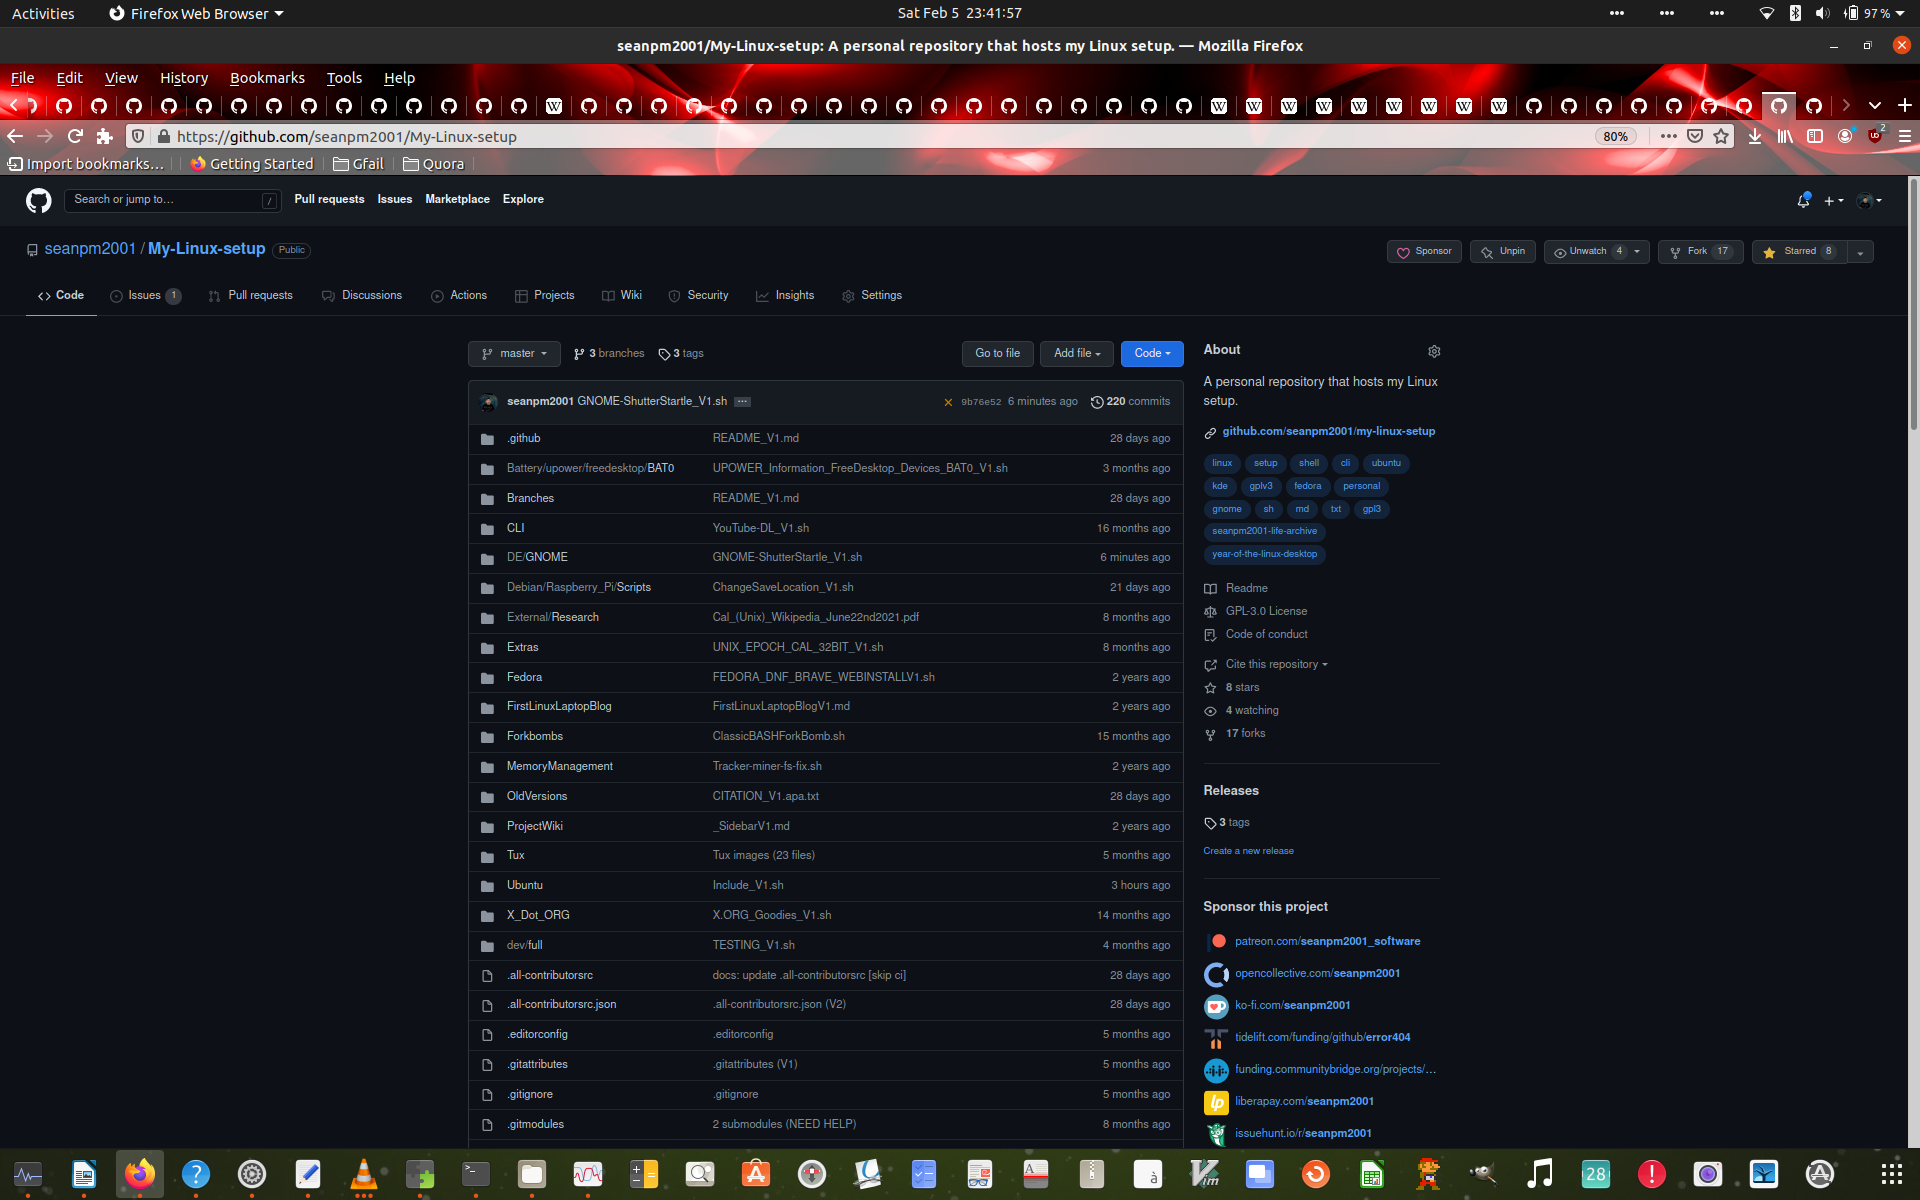 Activities Firefox Web Browser Sat Feb 5 23:41:57 97 %
seanpm2001/My-Linux-setup: A personal repository that hosts my Linux setup. — Mozilla Firefox
File Edit View History Bookmarks Tools Help
https://github.com/seanpm2001/My-Linux-setup 80% 2
Import bookmarks… Getting Started Gfail Quora
Search or jump to… / Pull requests Issues Marketplace Explore
seanpm2001 / My-Linux-setup Public Sponsor Unpin Unwatch 4 Fork 17 Starred 8
Code Issues 1 Pull requests Discussions Actions Projects Wiki Security Insights Settings
master 3 branches 3 tags Go to file Add file Code
seanpm2001 GNOME-ShutterStartle_V1.sh 9b76e52 6 minutes ago 220 commits
.github README_V1.md 28 days ago
Battery/upower/freedesktop/BAT0 UPOWER_Information_FreeDesktop_Devices_BAT0_V1.sh 3 months ago
Branches README_V1.md 28 days ago
CLI YouTube-DL_V1.sh 16 months ago
DE/GNOME GNOME-ShutterStartle_V1.sh 6 minutes ago
Debian/Raspberry_Pi/Scripts ChangeSaveLocation_V1.sh 21 days ago
External/Research Cal_(Unix)_Wikipedia_June22nd2021.pdf 8 months ago
Extras UNIX_EPOCH_CAL_32BIT_V1.sh 8 months ago
Fedora FEDORA_DNF_BRAVE_WEBINSTALLV1.sh 2 years ago
FirstLinuxLaptopBlog FirstLinuxLaptopBlogV1.md 2 years ago
Forkbombs ClassicBASHForkBomb.sh 15 months ago
MemoryManagement Tracker-miner-fs-fix.sh 2 years ago
OldVersions CITATION_V1.apa.txt 28 days ago
ProjectWiki _SidebarV1.md 2 years ago
Tux Tux images (23 files) 5 months ago
Ubuntu Include_V1.sh 3 hours ago
X_Dot_ORG X.ORG_Goodies_V1.sh 14 months ago
dev/full TESTING_V1.sh 4 months ago
.all-contributorsrc docs: update .all-contributorsrc [skip ci] 28 days ago
.all-contributorsrc.json .all-contributorsrc.json (V2) 28 days ago
.editorconfig .editorconfig 5 months ago
.gitattributes .gitattributes (V1) 5 months ago
.gitignore .gitignore 5 months ago
.gitmodules 2 submodules (NEED HELP) 8 months ago
About
A personal repository that hosts my Linux
setup.
github.com/seanpm2001/my-linux-setup
linux setup shell cli ubuntu
kde gplv3 fedora personal
gnome sh md txt gpl3
seanpm2001-life-archive
year-of-the-linux-desktop
Readme
GPL-3.0 License
Code of conduct
Cite this repository
8 stars
4 watching
17 forks
Releases
3 tags
Create a new release
Sponsor this project
patreon.com/seanpm2001_software
opencollective.com/seanpm2001
ko-fi.com/seanpm2001
tidelift.com/funding/github/error404
funding.communitybridge.org/projects/…
liberapay.com/seanpm2001
issuehunt.io/r/seanpm2001
28